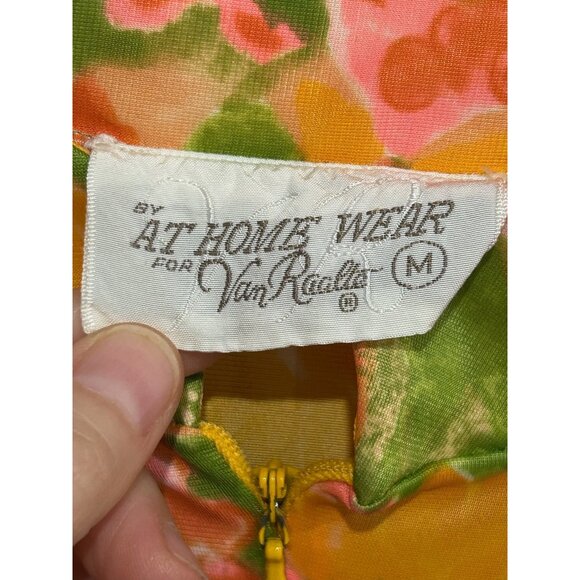 BY
AT HOME WEAR
FOR Van Raalte ® M